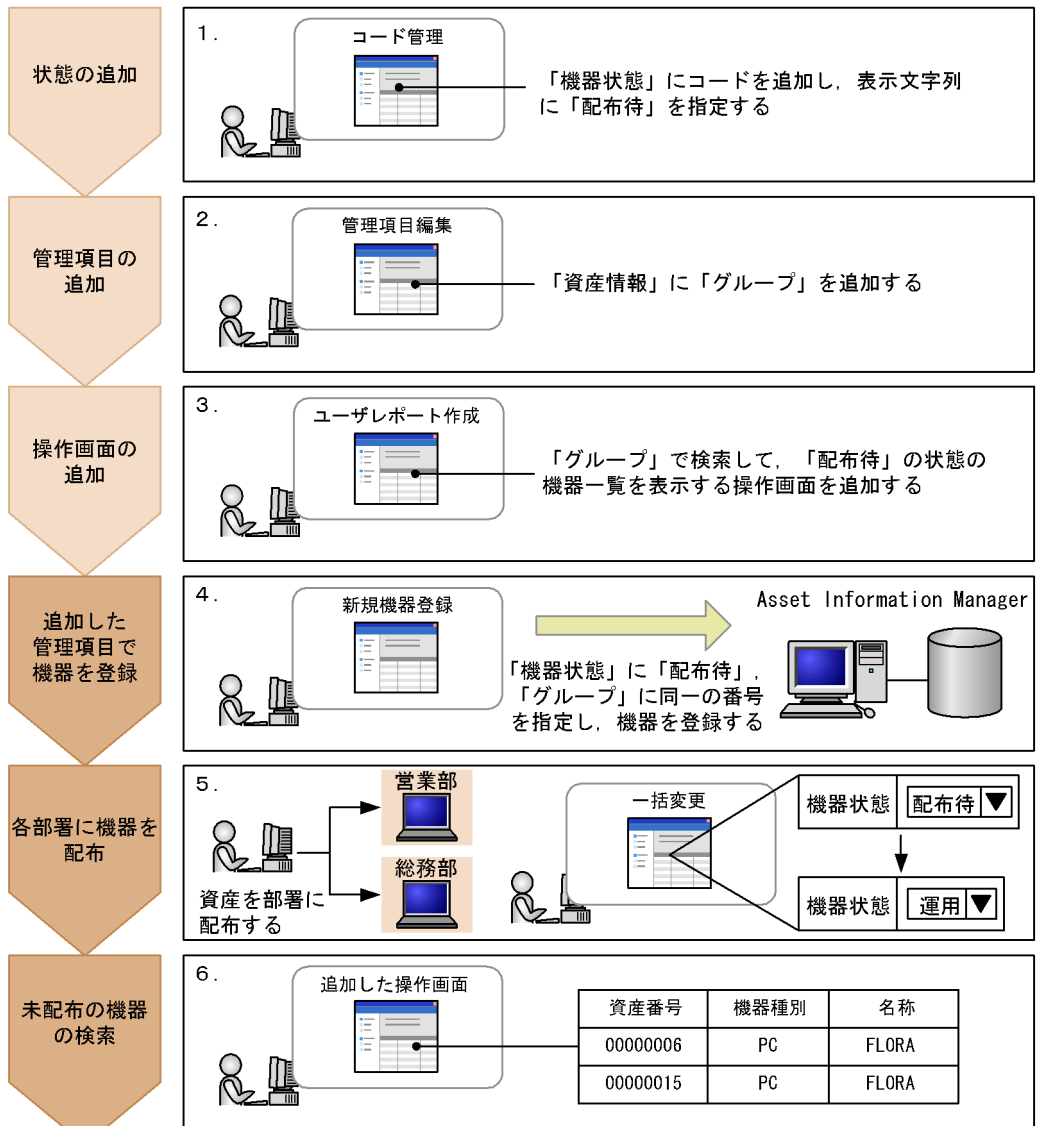 状態の追加
1.
コード管理
「機器状態」にコードを追加し，表示文字列
に「配布待」を指定する
管理項目の
追加
2.
管理項目編集
「資産情報」に「グループ」を追加する
操作画面の
追加
3.
ユーザレポート作成
「グループ」で検索して，「配布待」の状態の
機器一覧を表示する操作画面を追加する
追加した
管理項目で
機器を登録
4.
新規機器登録
「機器状態」に「配布待」，
「グループ」に同一の番号
を指定し，機器を登録する
Asset Information Manager
各部署に機器を
配布
5.
資産を部署に
配布する
営業部
総務部
一括変更
機器状態 配布待▼
機器状態 運用▼
未配布の機器
の検索
6.
追加した操作画面
資産番号 機器種別 名称
00000006 PC FLORA
00000015 PC FLORA